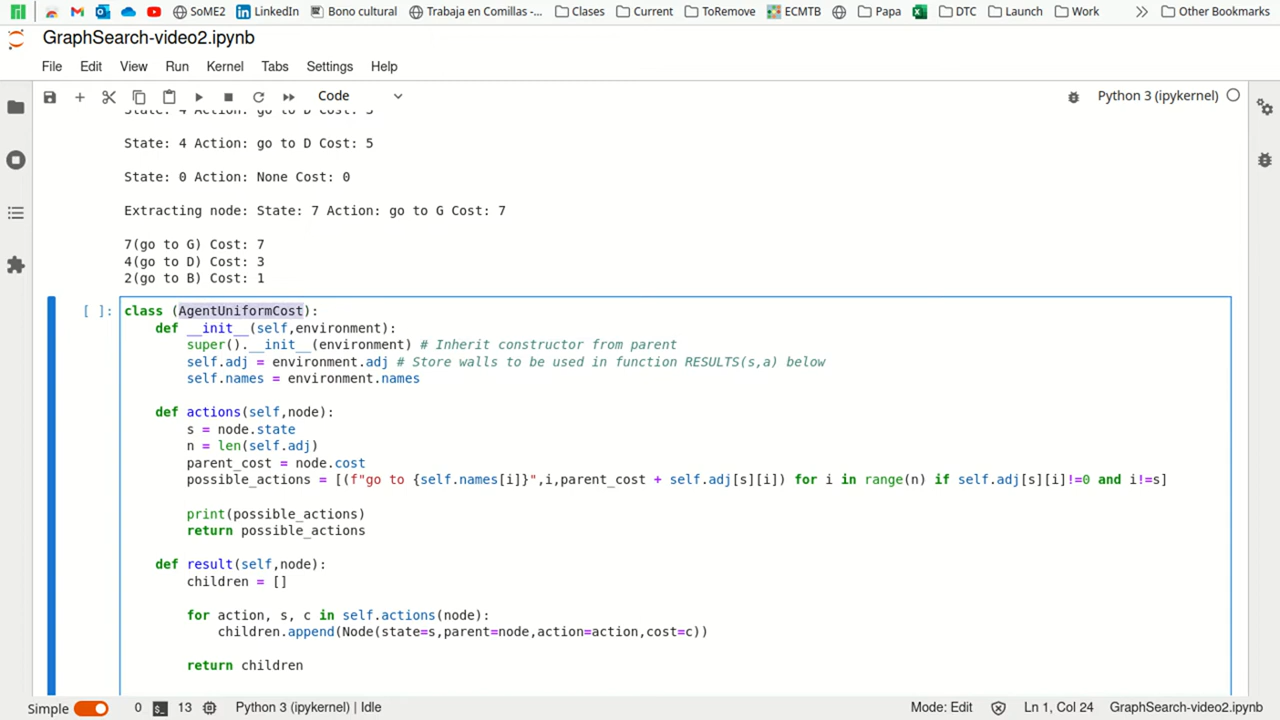 SoME2 LinkedIn Bono cultural Trabaja en Comillas -... Clases Current ToRemove ECMTB Papa DTC Launch Work Other Bookmarks
GraphSearch-video2.ipynb
File Edit View Run Kernel Tabs Settings Help
Code Python 3 (ipykernel)
State: 4 Action: go to D Cost: 5
State: 4 Action: go to D Cost: 5
State: 0 Action: None Cost: 0
Extracting node: State: 7 Action: go to G Cost: 7
7(go to G) Cost: 7
4(go to D) Cost: 3
2(go to B) Cost: 1
[ ]: class (AgentUniformCost):
def __init__(self,environment):
super().__init__(environment) # Inherit constructor from parent
self.adj = environment.adj # Store walls to be used in function RESULTS(s,a) below
self.names = environment.names
def actions(self,node):
s = node.state
n = len(self.adj)
parent_cost = node.cost
possible_actions = [(f"go to {self.names[i]}",i,parent_cost + self.adj[s][i]) for i in range(n) if self.adj[s][i]!=0 and i!=s]
print(possible_actions)
return possible_actions
def result(self,node):
children = []
for action, s, c in self.actions(node):
children.append(Node(state=s,parent=node,action=action,cost=c))
return children
Simple 0 13 Python 3 (ipykernel) | Idle Mode: Edit Ln 1, Col 24 GraphSearch-video2.ipynb